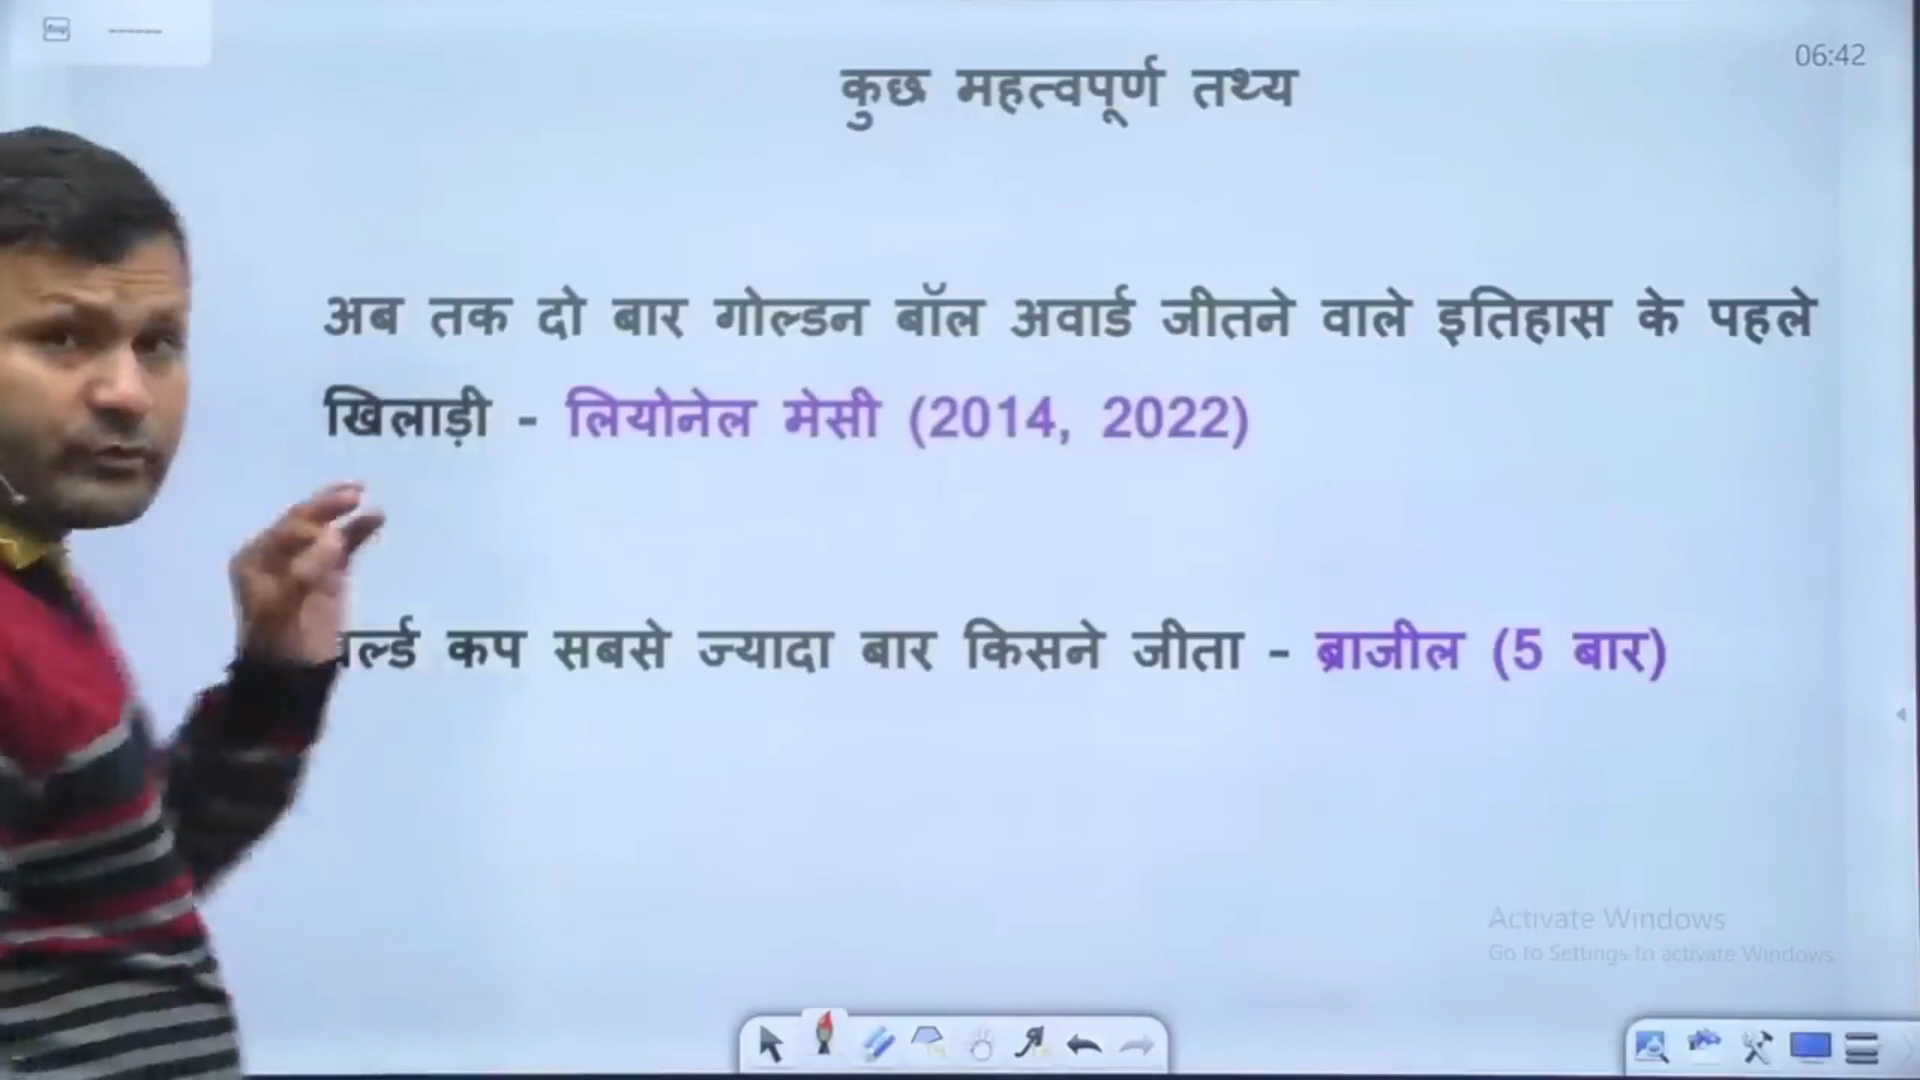 06:42
कुछ महत्वपूर्ण तथ्य
अब तक दो बार गोल्डन बॉल अवार्ड जीतने वाले इतिहास के पहले
खिलाड़ी - लियोनेल मेसी (2014, 2022)
कप सबसे ज्यादा बार किसने जीता - ब्राजील (5 बार)
Activate Windows
Go to Settings to activate Windows.